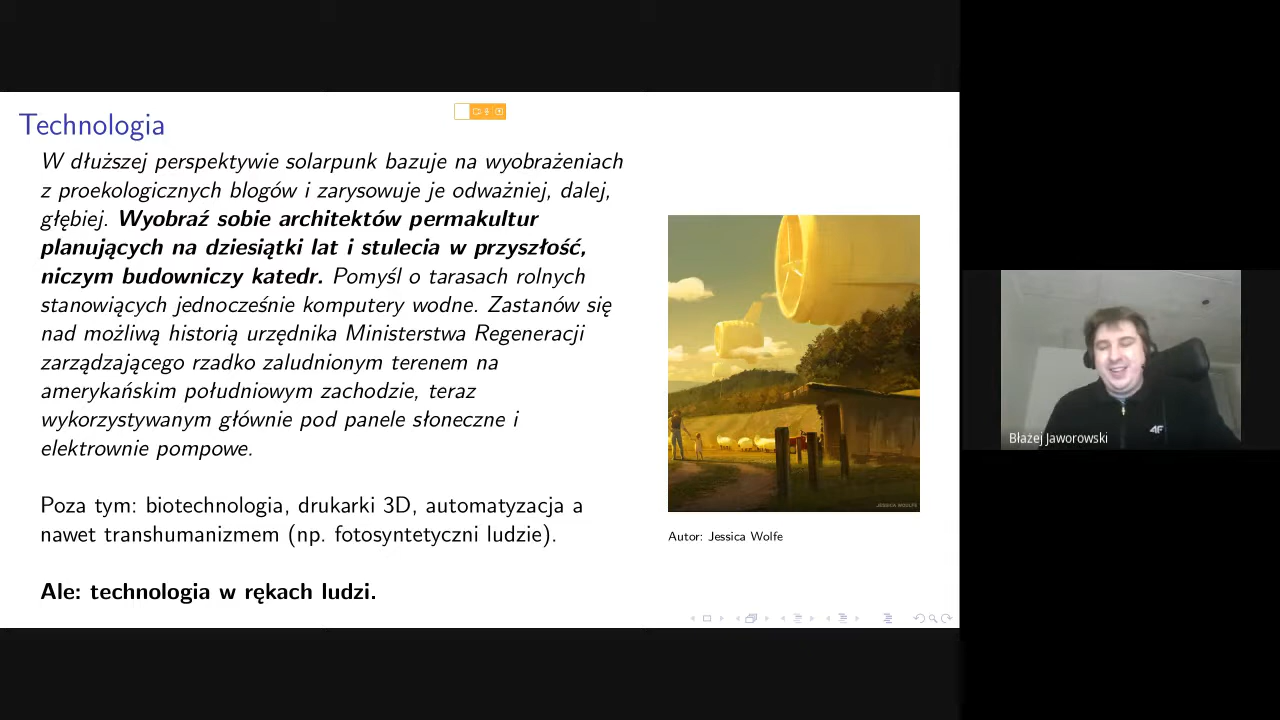 Technologia
W dłuższej perspektywie solarpunk bazuje na wyobrażeniach
z proekologicznych blogów i zarysowuje je odważniej, dalej,
głębiej. Wyobraź sobie architektów permakultur
planujących na dziesiątki lat i stulecia w przyszłość,
niczym budowniczy katedr. Pomyśl o tarasach rolnych
stanowiących jednocześnie komputery wodne. Zastanów się
nad możliwą historią urzędnika Ministerstwa Regeneracji
zarządzającego rzadko zaludnionym terenem na
amerykańskim południowym zachodzie, teraz
wykorzystywanym głównie pod panele słoneczne i
elektrownie pompowe.
Poza tym: biotechnologia, drukarki 3D, automatyzacja a
nawet transhumanizmem (np. fotosyntetyczni ludzie).
Ale: technologia w rękach ludzi.
JESSICA WOOLFE
Autor: Jessica Wolfe
4F
Błażej Jaworowski